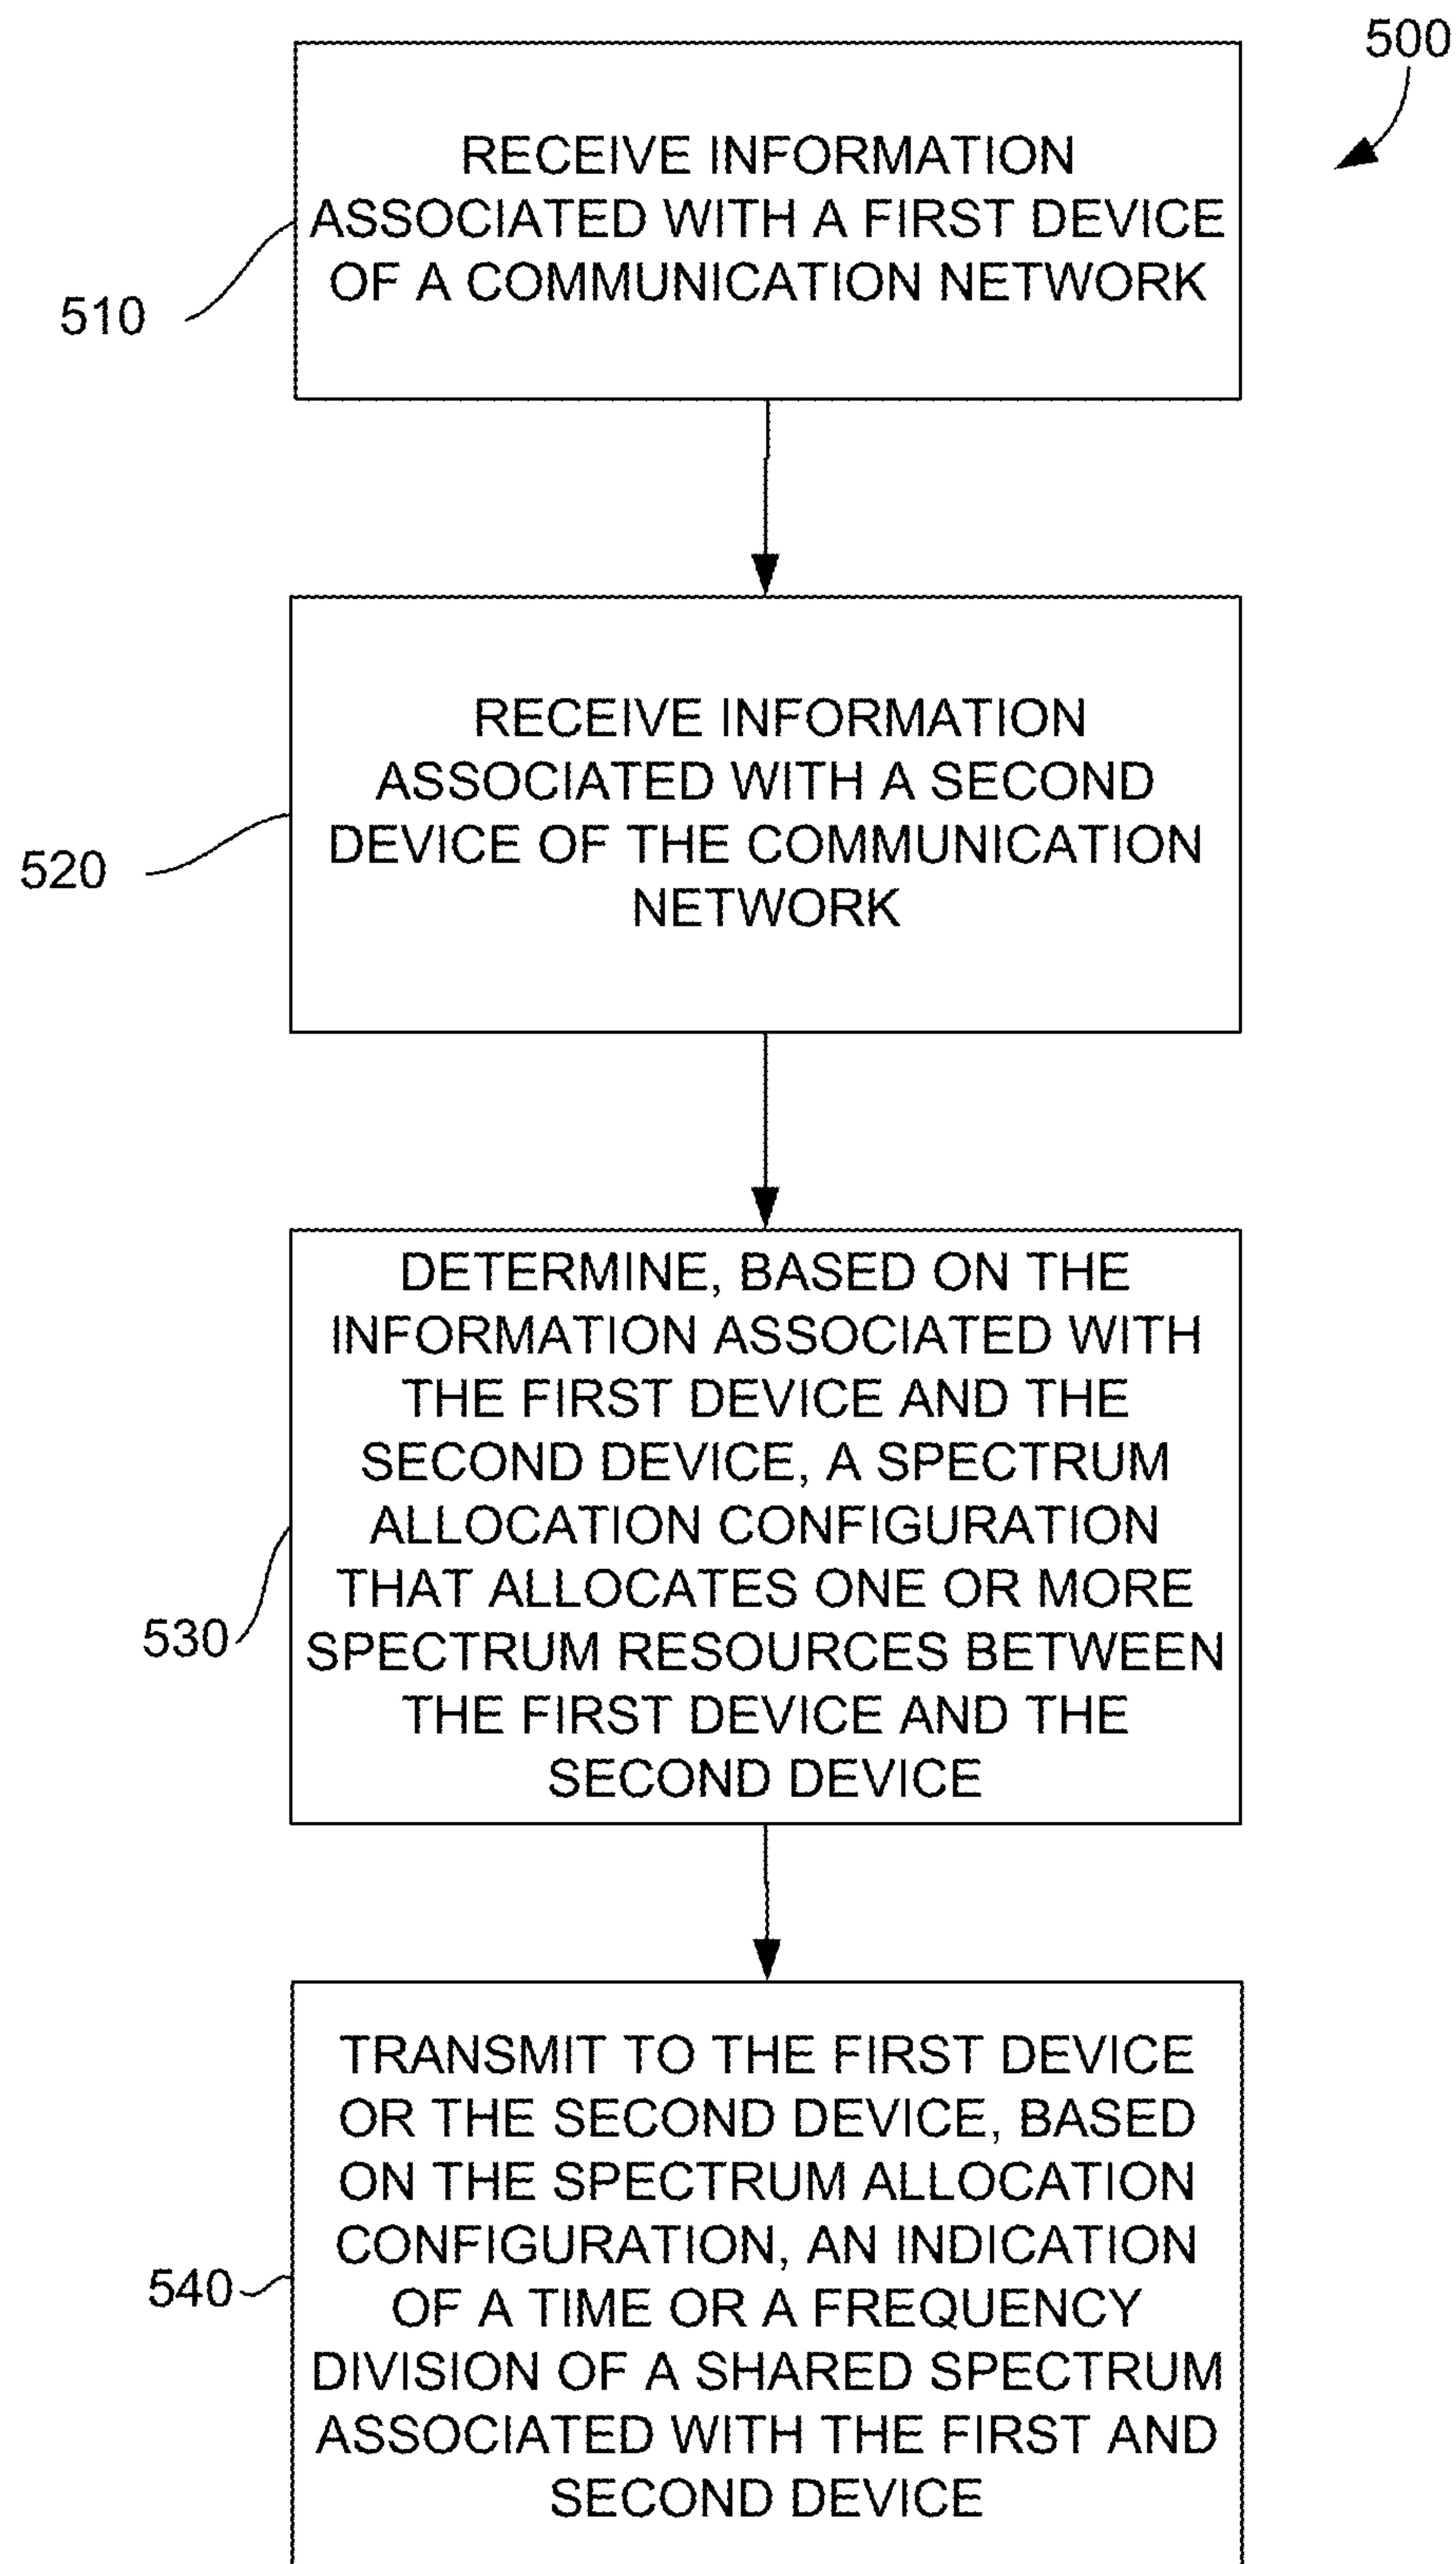 500
RECEIVE INFORMATION
ASSOCIATED WITH A FIRST DEVICE
OF A COMMUNICATION NETWORK
510
RECEIVE INFORMATION
ASSOCIATED WITH A SECOND
DEVICE OF THE COMMUNICATION
NETWORK
520
DETERMINE, BASED ON THE
INFORMATION ASSOCIATED WITH
THE FIRST DEVICE AND THE
SECOND DEVICE, A SPECTRUM
ALLOCATION CONFIGURATION
THAT ALLOCATES ONE OR MORE
SPECTRUM RESOURCES BETWEEN
THE FIRST DEVICE AND THE
SECOND DEVICE
530
TRANSMIT TO THE FIRST DEVICE
OR THE SECOND DEVICE, BASED
ON THE SPECTRUM ALLOCATION
CONFIGURATION, AN INDICATION
OF A TIME OR A FREQUENCY
DIVISION OF A SHARED SPECTRUM
ASSOCIATED WITH THE FIRST AND
SECOND DEVICE
540